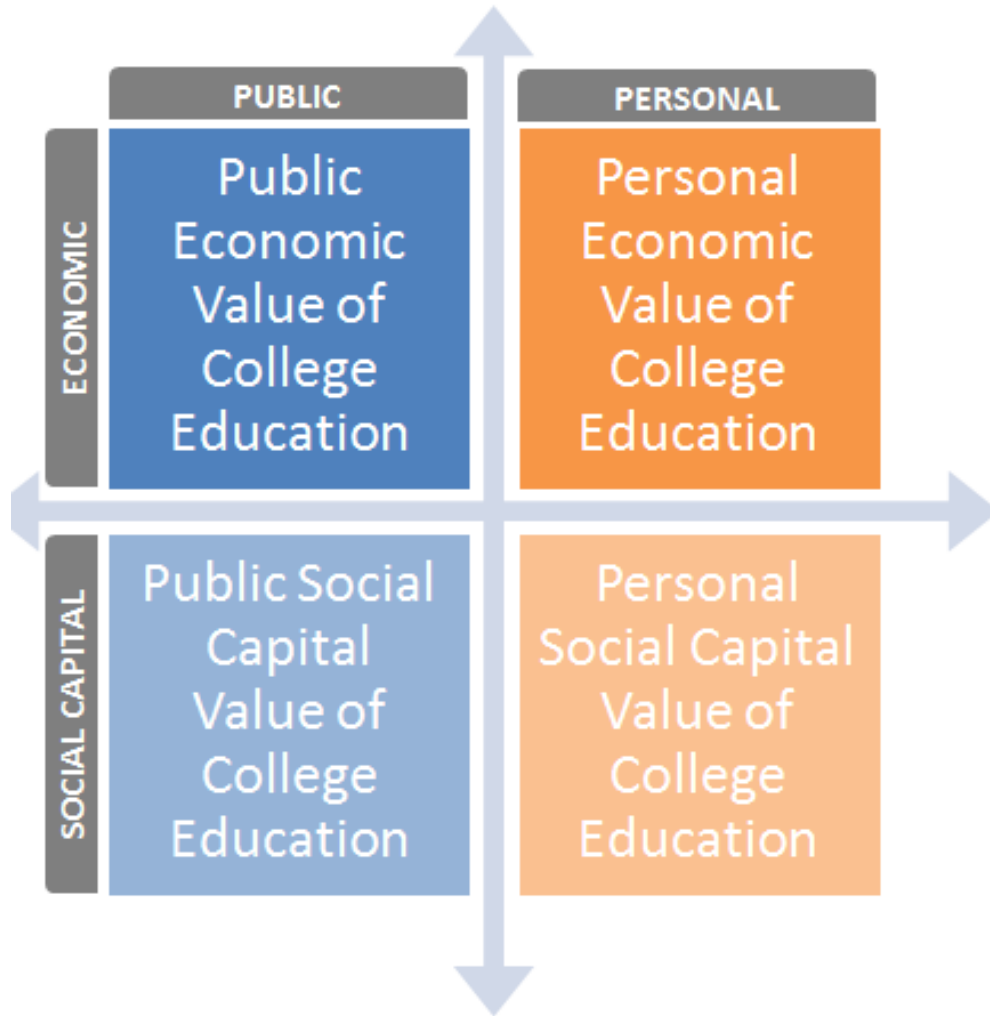 PUBLIC
PERSONAL
ECONOMIC
Public
Economic
Value of
College
Education
Personal
Economic
Value of
College
Education
SOCIAL CAPITAL
Public Social
Capital
Value of
College
Education
Personal
Social Capital
Value of
College
Education